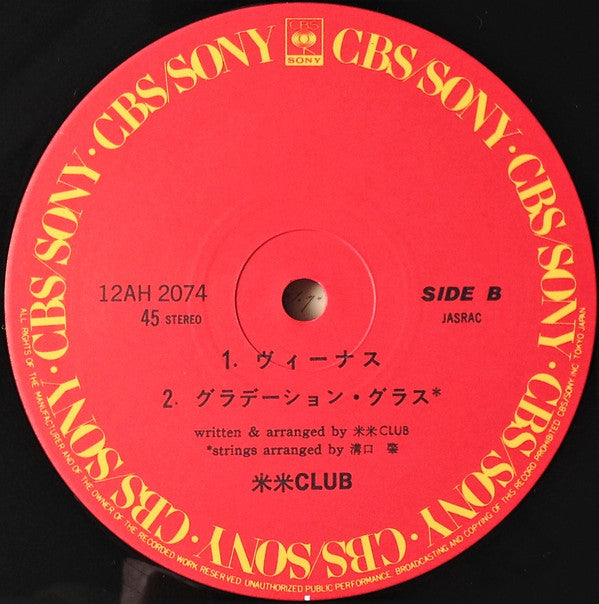 CBS
SONY
CBS/SONY · CBS/SONY · CBS/SONY · CBS/SONY · CBS/SONY · CBS/SONY · CBS/SONY · CBS/SONY
12AH 2074
45 STEREO
SIDE B
JASRAC
1. ヴィーナス
2. グラデーション・グラス*
written & arranged by 米米CLUB
*strings arranged by 溝口 肇
米米CLUB
ALL RIGHTS OF THE MANUFACTURER AND OF THE OWNER OF THE RECORDED WORK RESERVED. UNAUTHORIZED PUBLIC PERFORMANCE, BROADCASTING AND COPYING OF THIS RECORD PROHIBITED CBS/SONY INC. TOKYO JAPAN